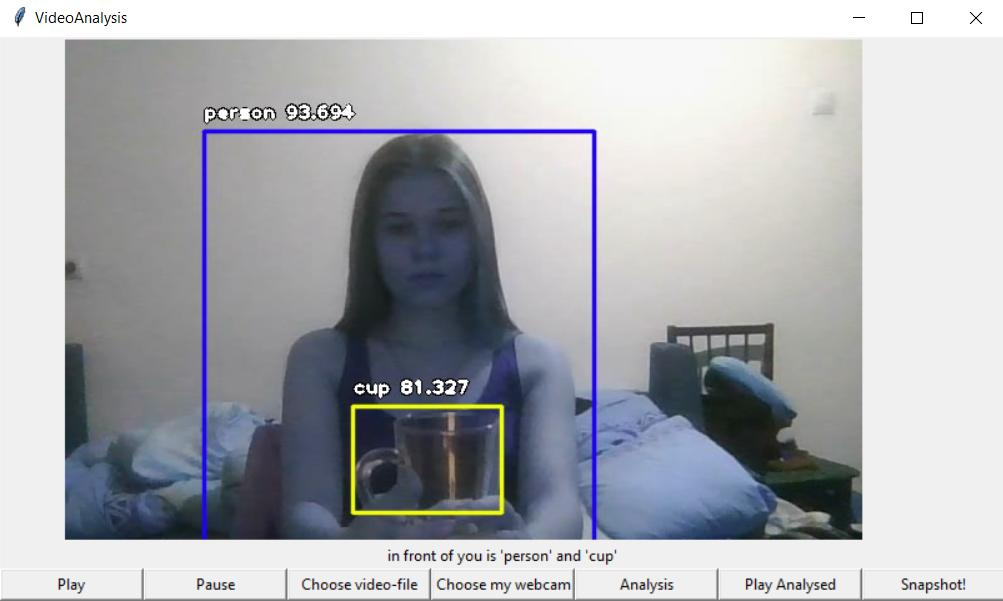 VideoAnalysis
person 93.694
cup 81.327
in front of you is 'person' and 'cup'
Play
Pause
Choose video-file
Choose my webcam
Analysis
Play Analysed
Snapshot!